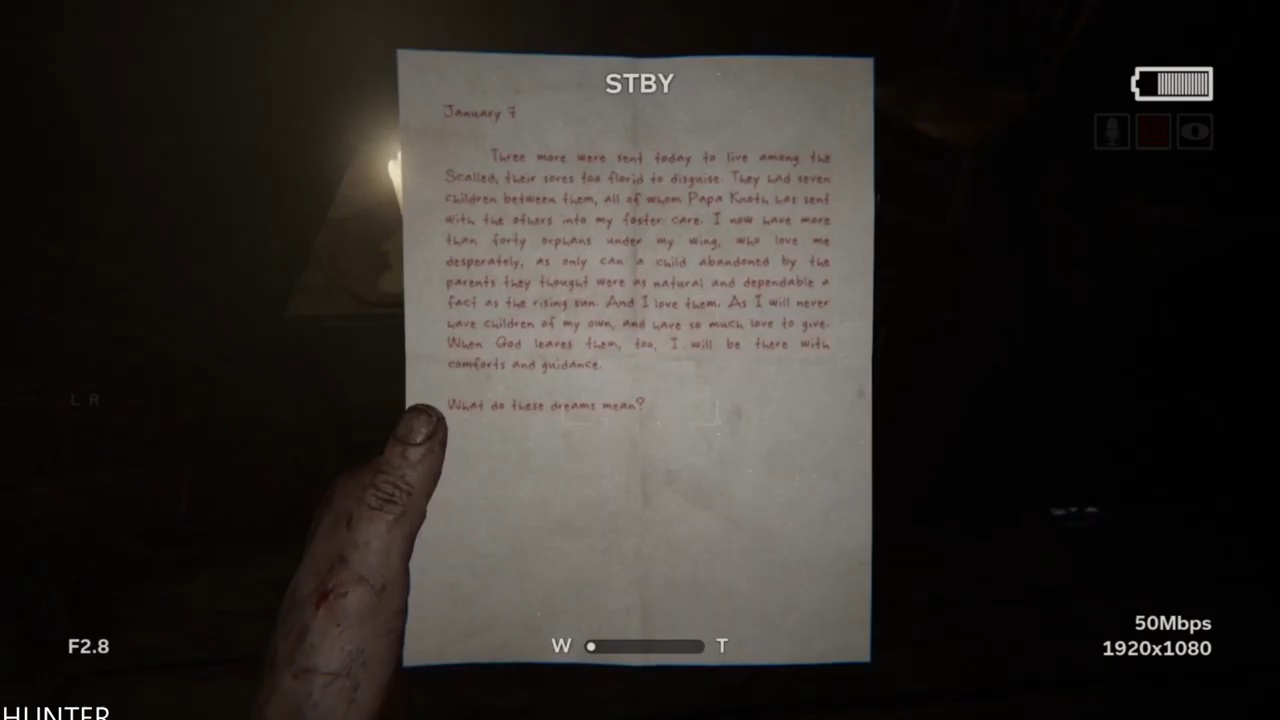 STBY
January 7
Three more were sent today to live among the
Scalled, their sores too florid to disguise. They had seven
children between them, all of whom Papa Knoth has sent
with the others into my foster care. I now have more
than forty orphans under my wing, who love me
desperately, as only can a child abandoned by the
parents they thought were as natural and dependable a
fact as the rising sun. And I love them. As I will never
have children of my own, and have so much love to give.
When God leaves them, too, I will be there with
comforts and guidance.
What do these dreams mean?
L R
F2.8
W T
50Mbps
1920x1080
HUNTER